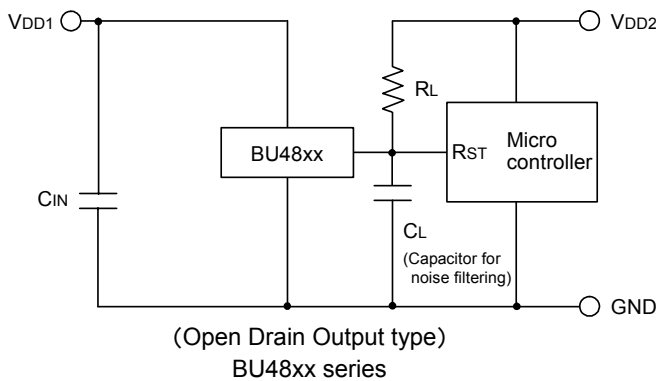 VDD1
VDD2
RL
BU48xx
RST
Micro
controller
CIN
CL
(Capacitor for
noise filtering)
GND
(Open Drain Output type)
BU48xx series